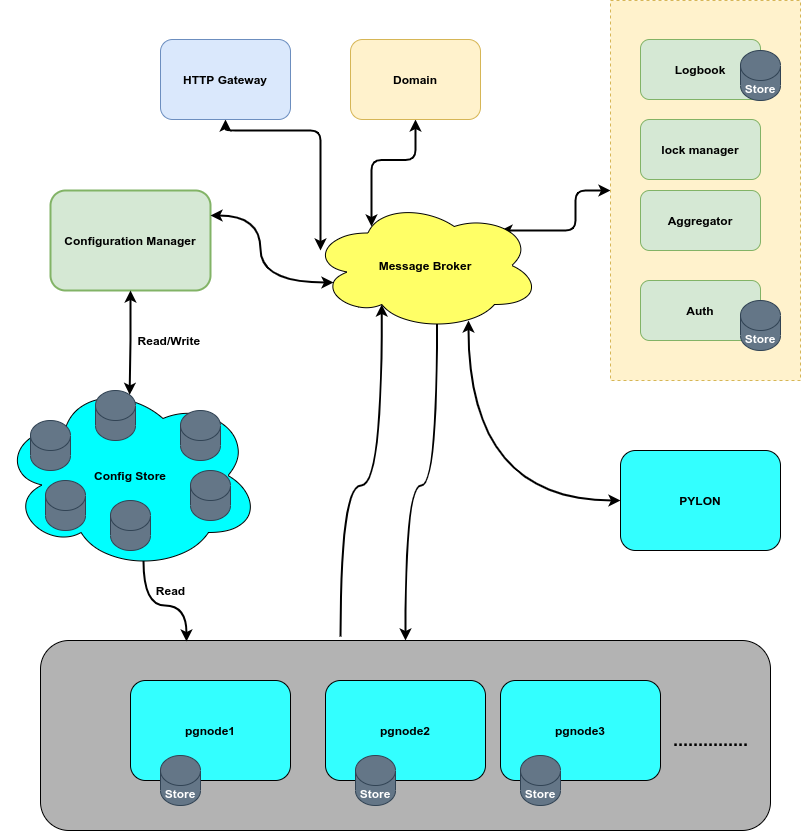 HTTP Gateway
Domain
Logbook
Store
lock manager
Aggregator
Auth
Store
Configuration Manager
Message Broker
Read/Write
Config Store
PYLON
Read
pgnode1
pgnode2
pgnode3
...............
Store
Store
Store